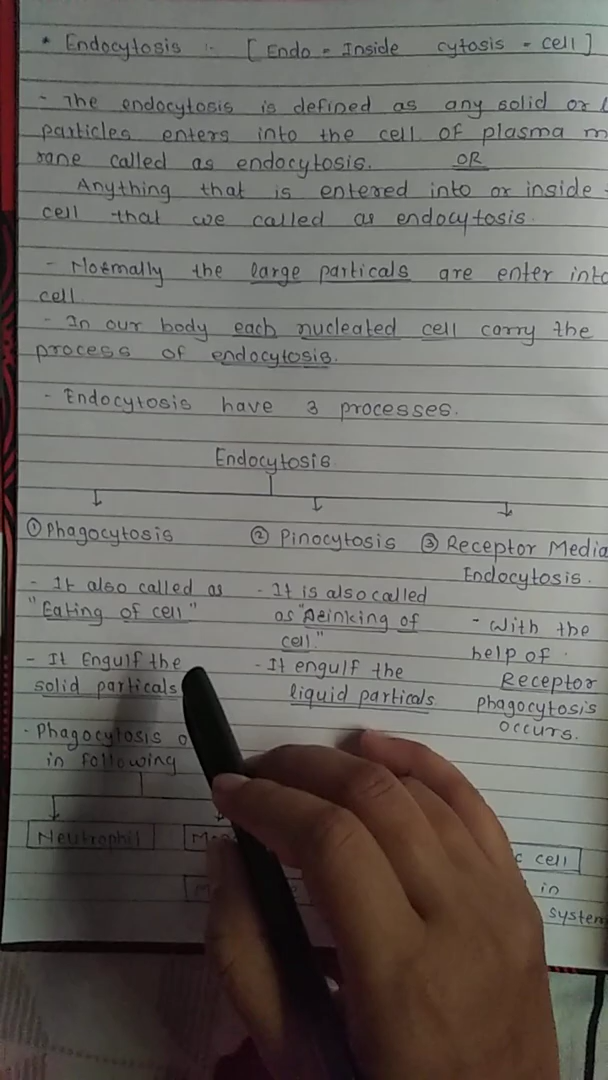 * Endocytosis :- [Endo = Inside cytosis = cell]
- The endocytosis is defined as any solid or
particles enters into the cell of plasma
rane called as endocytosis. OR
Anything that is entered into or inside
cell that we called as endocytosis.
- Normally the large particals are enter into
cell.
- In our body each nucleated cell carry the
process of endocytosis.
- Endocytosis have 3 processes.
Endocytosis
① Phagocytosis
- It also called as
"Eating of cell"
- It Engulf the
solid particals
- Phagocytosis
in following
Neutrophil
② Pinocytosis
- It is also called
as "Drinking of
cell."
- It engulf the
liquid particals.
③ Receptor Media
Endocytosis.
- With the
help of
Receptor
phagocytosis
occurs.
cell
in
system